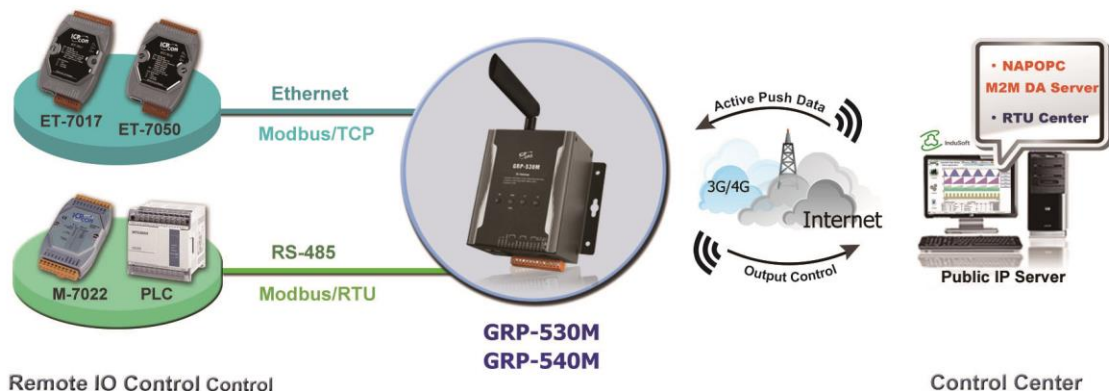 ET-7017
ET-7050
Ethernet
Modbus/TCP
M-7022
PLC
RS-485
Modbus/RTU
GRP-530M
GRP-530M
GRP-540M
Active Push Data
3G/4G
Internet
Output Control
• NAPOPC
M2M DA Server
• RTU Center
InduSoft
Public IP Server
Remote IO Control Control
Control Center